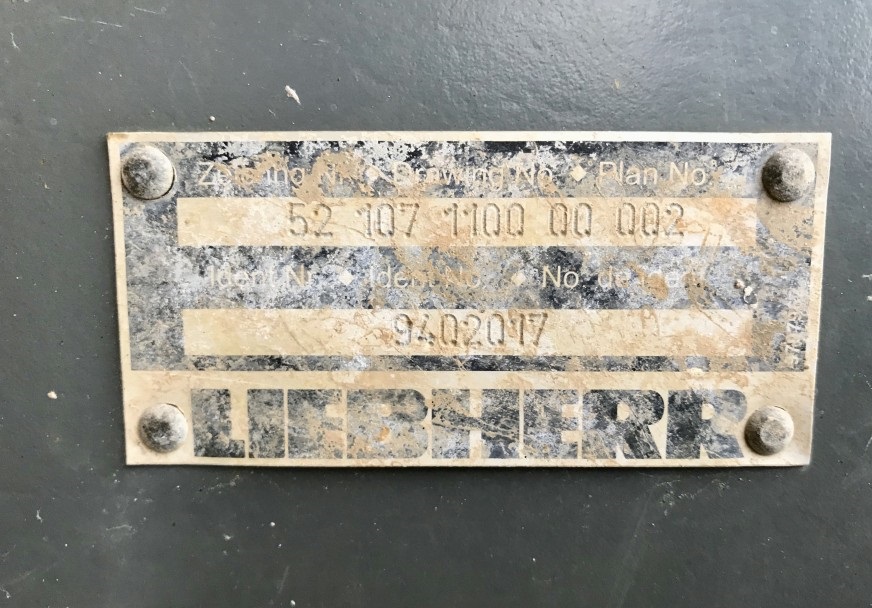 Zeichng Nr. ◆ Drawing No. ◆ Plan No.
52 107 1100 00 002
Ident Nr. ◆ Ident No. ◆ No. de ident
9402017
LIEBHERR